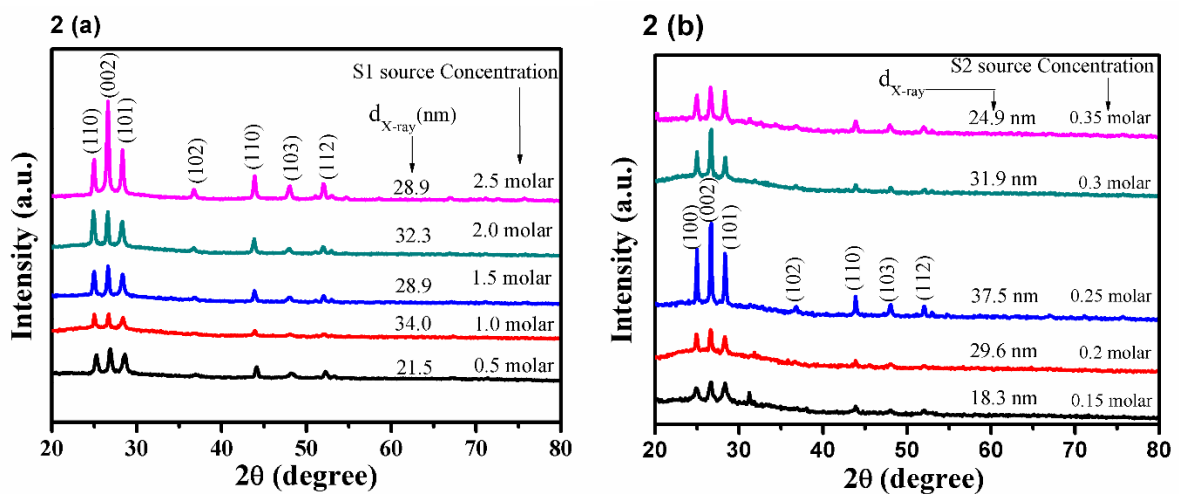 2 (a)
S1 source Concentration
d X-ray (nm)
(110)
(002)
(101)
(102)
(110)
(103)
(112)
28.9 2.5 molar
32.3 2.0 molar
28.9 1.5 molar
34.0 1.0 molar
21.5 0.5 molar
Intensity (a.u.)
20 30 40 50 60 70 80
2θ (degree)
2 (b)
S2 source Concentration
d X-ray
24.9 nm 0.35 molar
31.9 nm 0.3 molar
(100)
(002)
(101)
(102)
(110)
(103)
(112)
37.5 nm 0.25 molar
29.6 nm 0.2 molar
18.3 nm 0.15 molar
Intensity (a.u.)
20 30 40 50 60 70 80
2θ (degree)